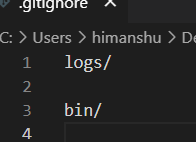 .gitignore
C: > Users > himanshu > De
1 logs/
2
3 bin/
4